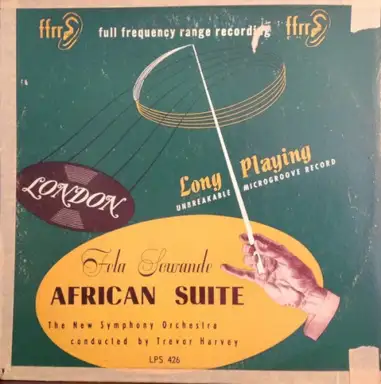 ffrr full frequency range recording ffrr
Long Playing
UNBREAKABLE MICROGROOVE RECORD
LONDON
Fela Sowande
AFRICAN SUITE
The New Symphony Orchestra
conducted by Trevor Harvey
LPS 426